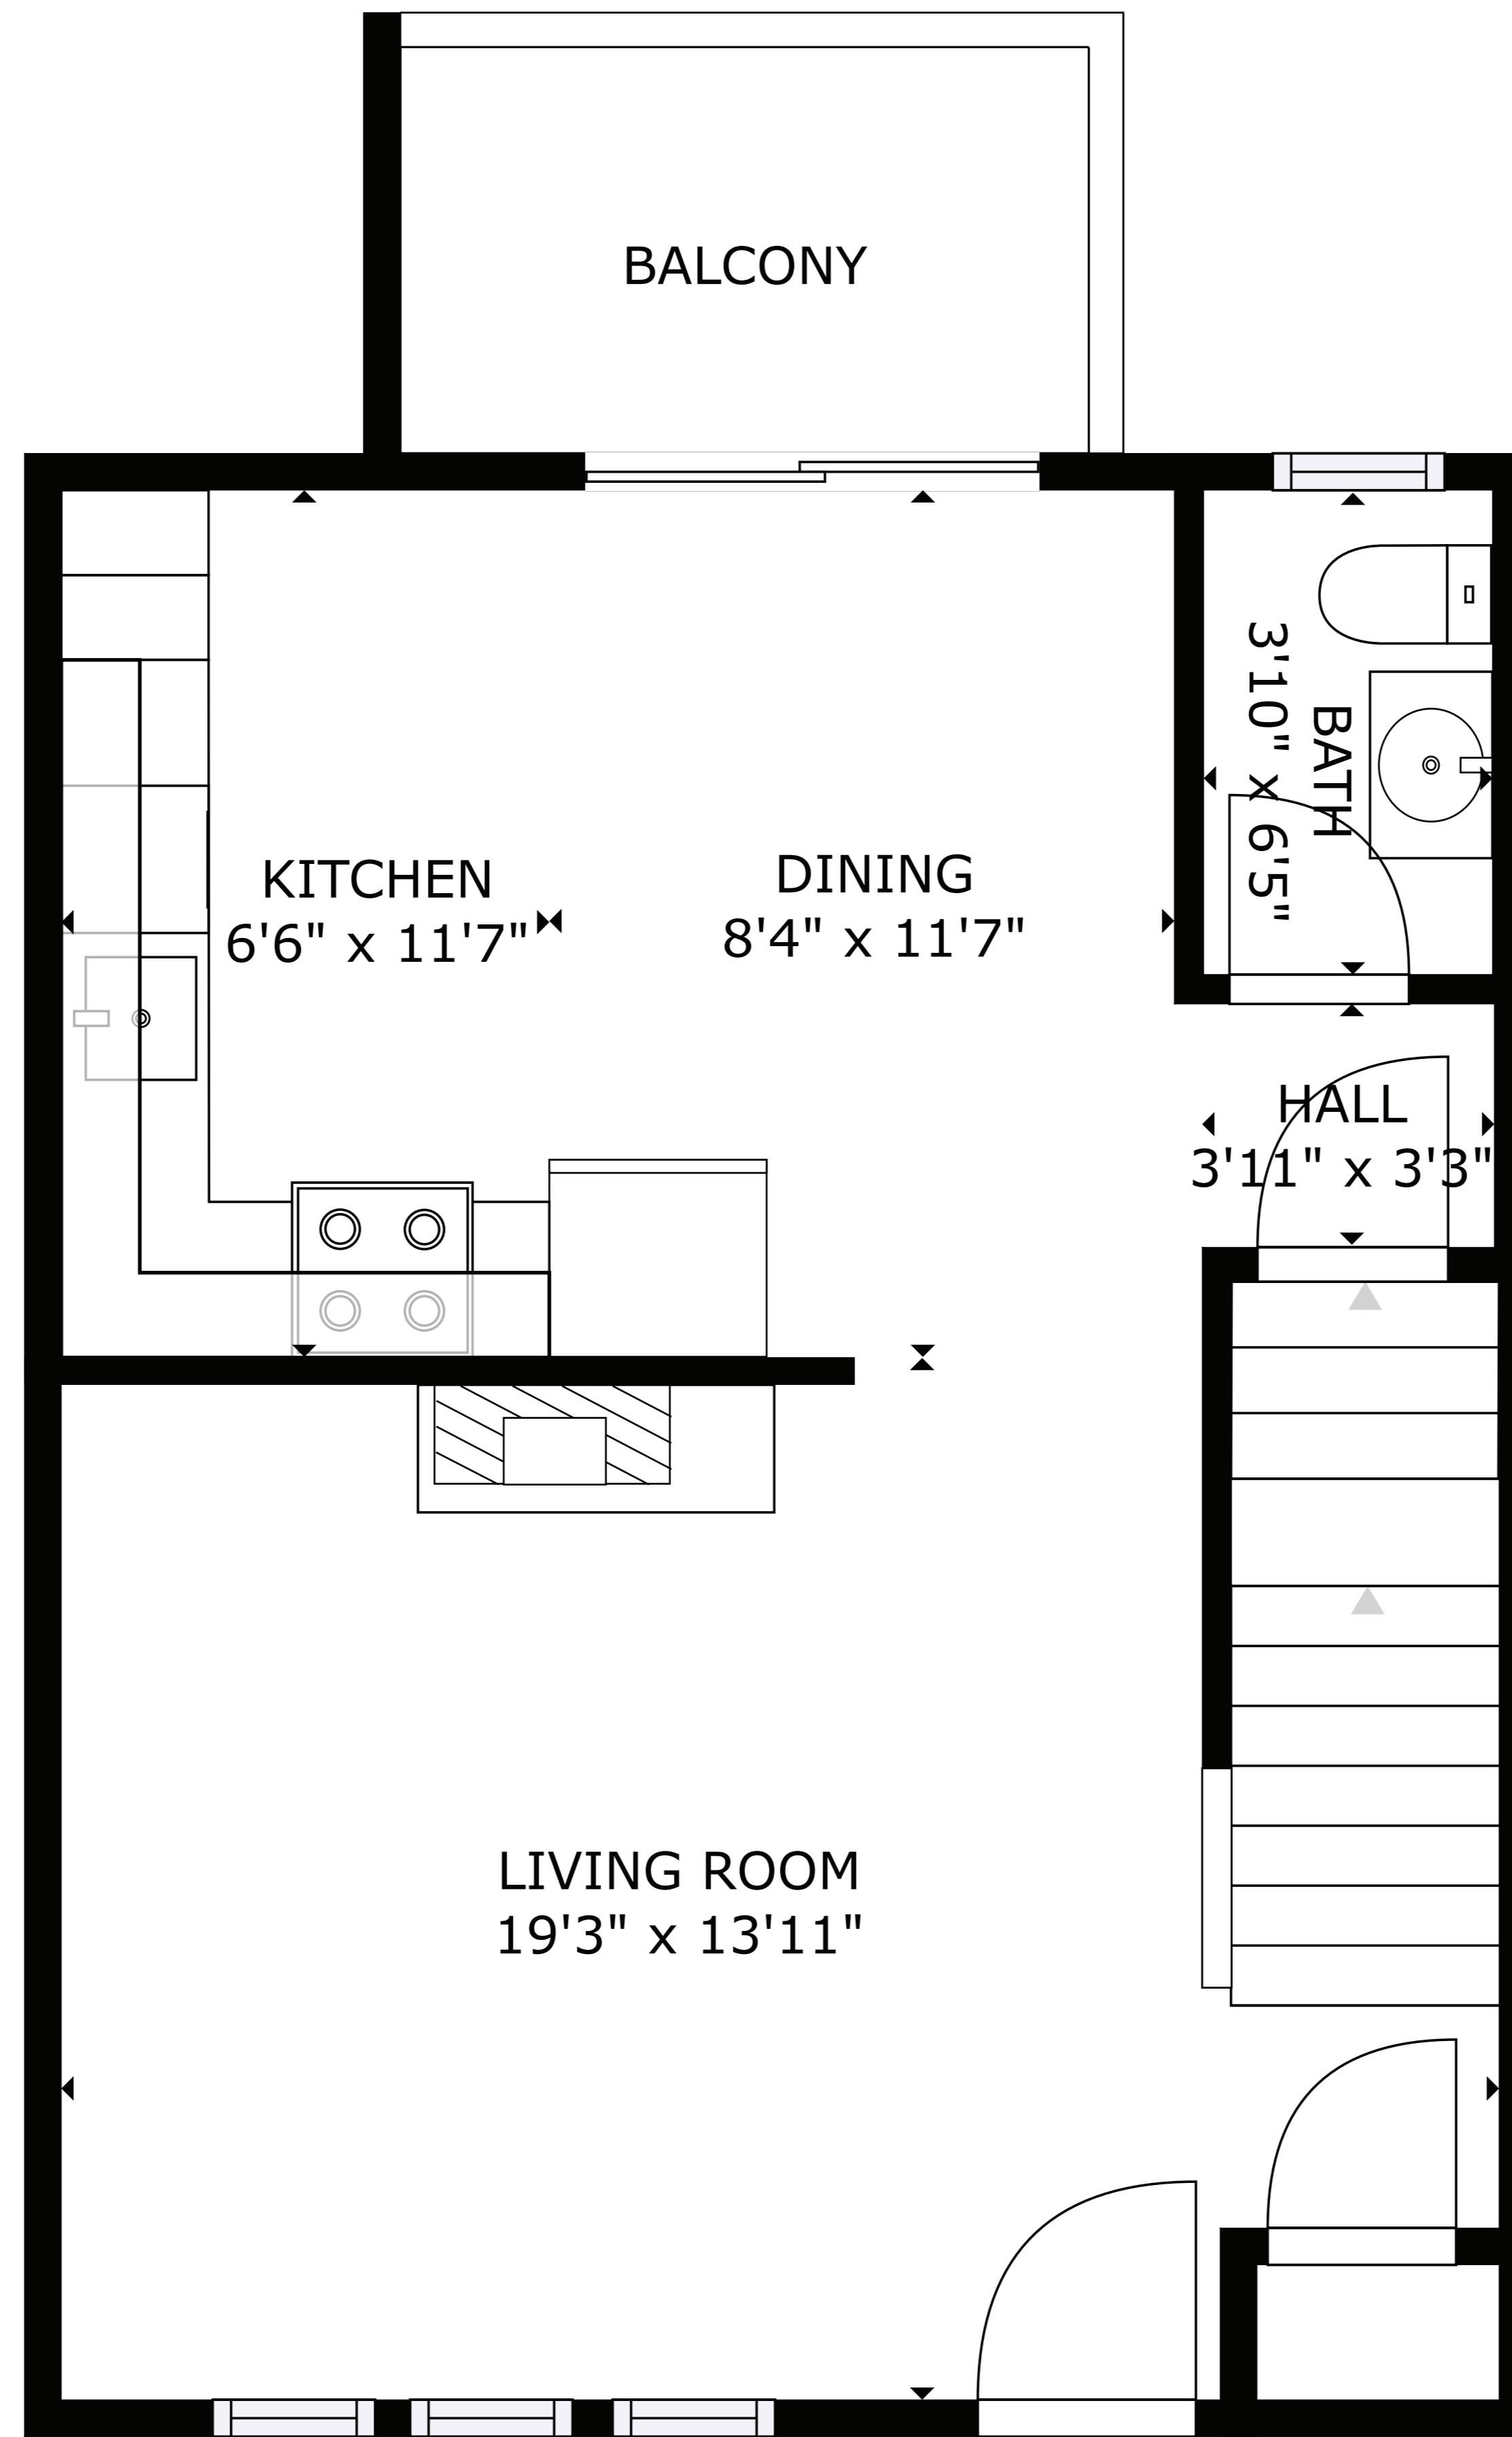 BALCONY
KITCHEN
6'6" x 11'7"
DINING
8'4" x 11'7"
BATH
3'10" x 6'5"
HALL
3'11" x 3'3"
LIVING ROOM
19'3" x 13'11"